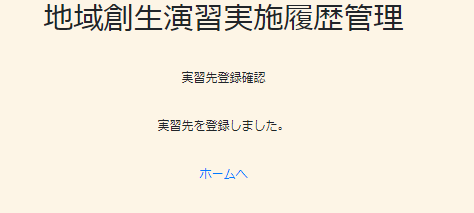 地域創生演習実施履歴管理
実習先登録確認
実習先を登録しました。
ホームへ